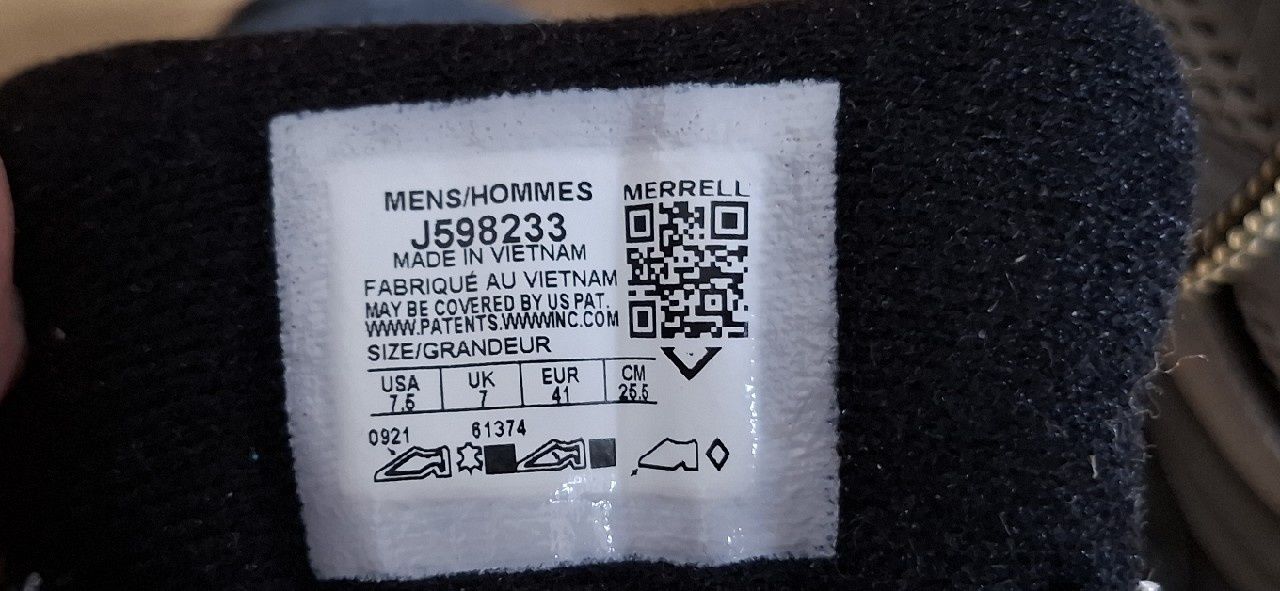 MENS/HOMMES
J598233
MADE IN VIETNAM
FABRIQUÉ AU VIETNAM
MAY BE COVERED BY US PAT.
WWW.PATENTS.WWWINC.COM
SIZE/GRANDEUR
USA UK EUR CM
7.5 7 41 25.5
0921 61374
MERRELL